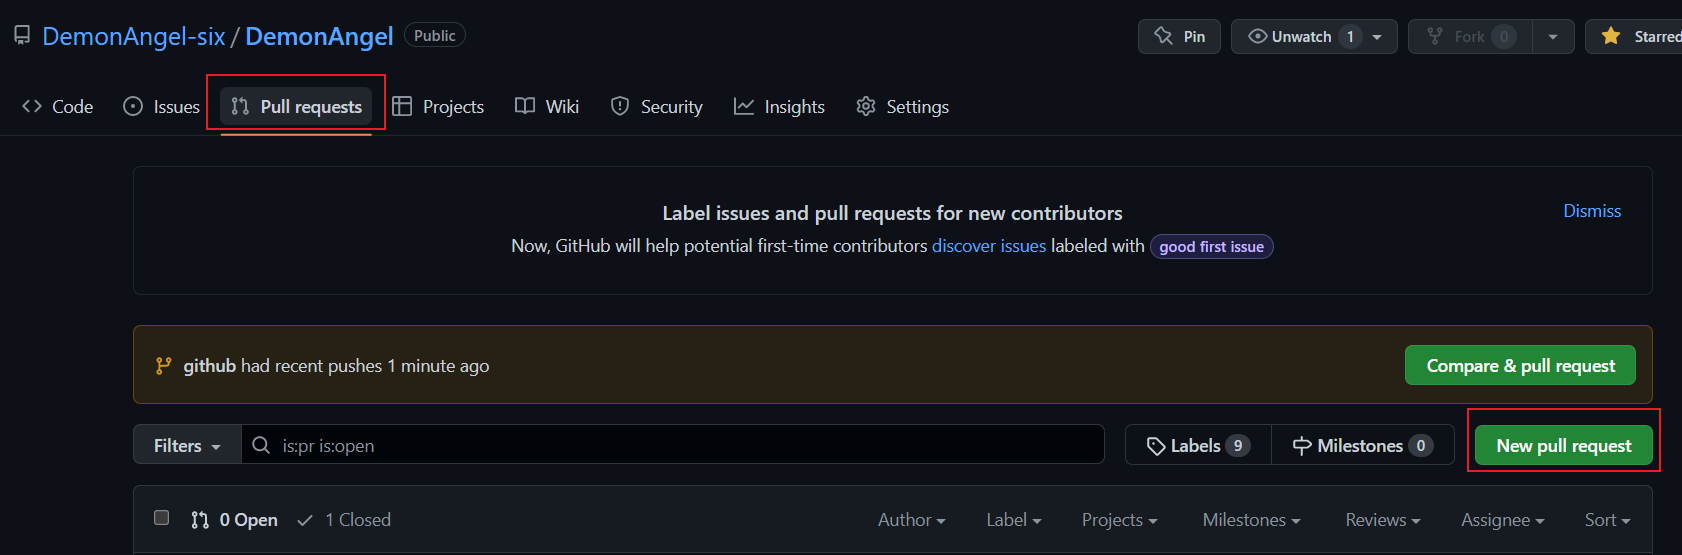 DemonAngel-six / DemonAngel Public Pin Unwatch 1 Fork 0 Starred
Code Issues Pull requests Projects Wiki Security Insights Settings
Label issues and pull requests for new contributors
Dismiss
Now, GitHub will help potential first-time contributors discover issues labeled with good first issue
github had recent pushes 1 minute ago Compare & pull request
Filters is:pr is:open Labels 9 Milestones 0 New pull request
0 Open 1 Closed Author Label Projects Milestones Reviews Assignee Sort